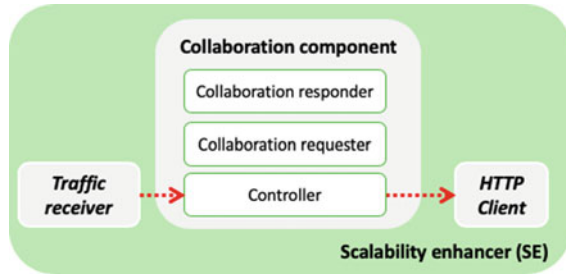 Collaboration component
Collaboration responder
Collaboration requester
Traffic
receiver
Controller
HTTP
Client
Scalability enhancer (SE)